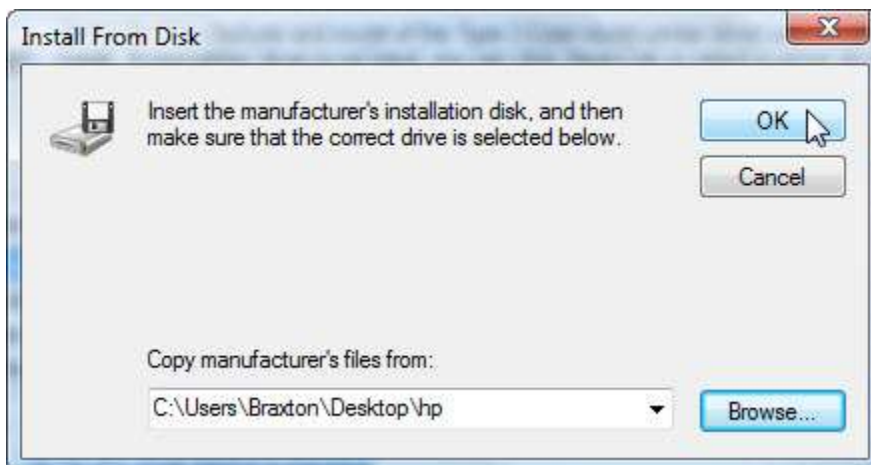 Install From Disk
Insert the manufacturer's installation disk, and then
make sure that the correct drive is selected below.
OK
Cancel
Copy manufacturer's files from:
C:\Users\Braxton\Desktop\hp
Browse...